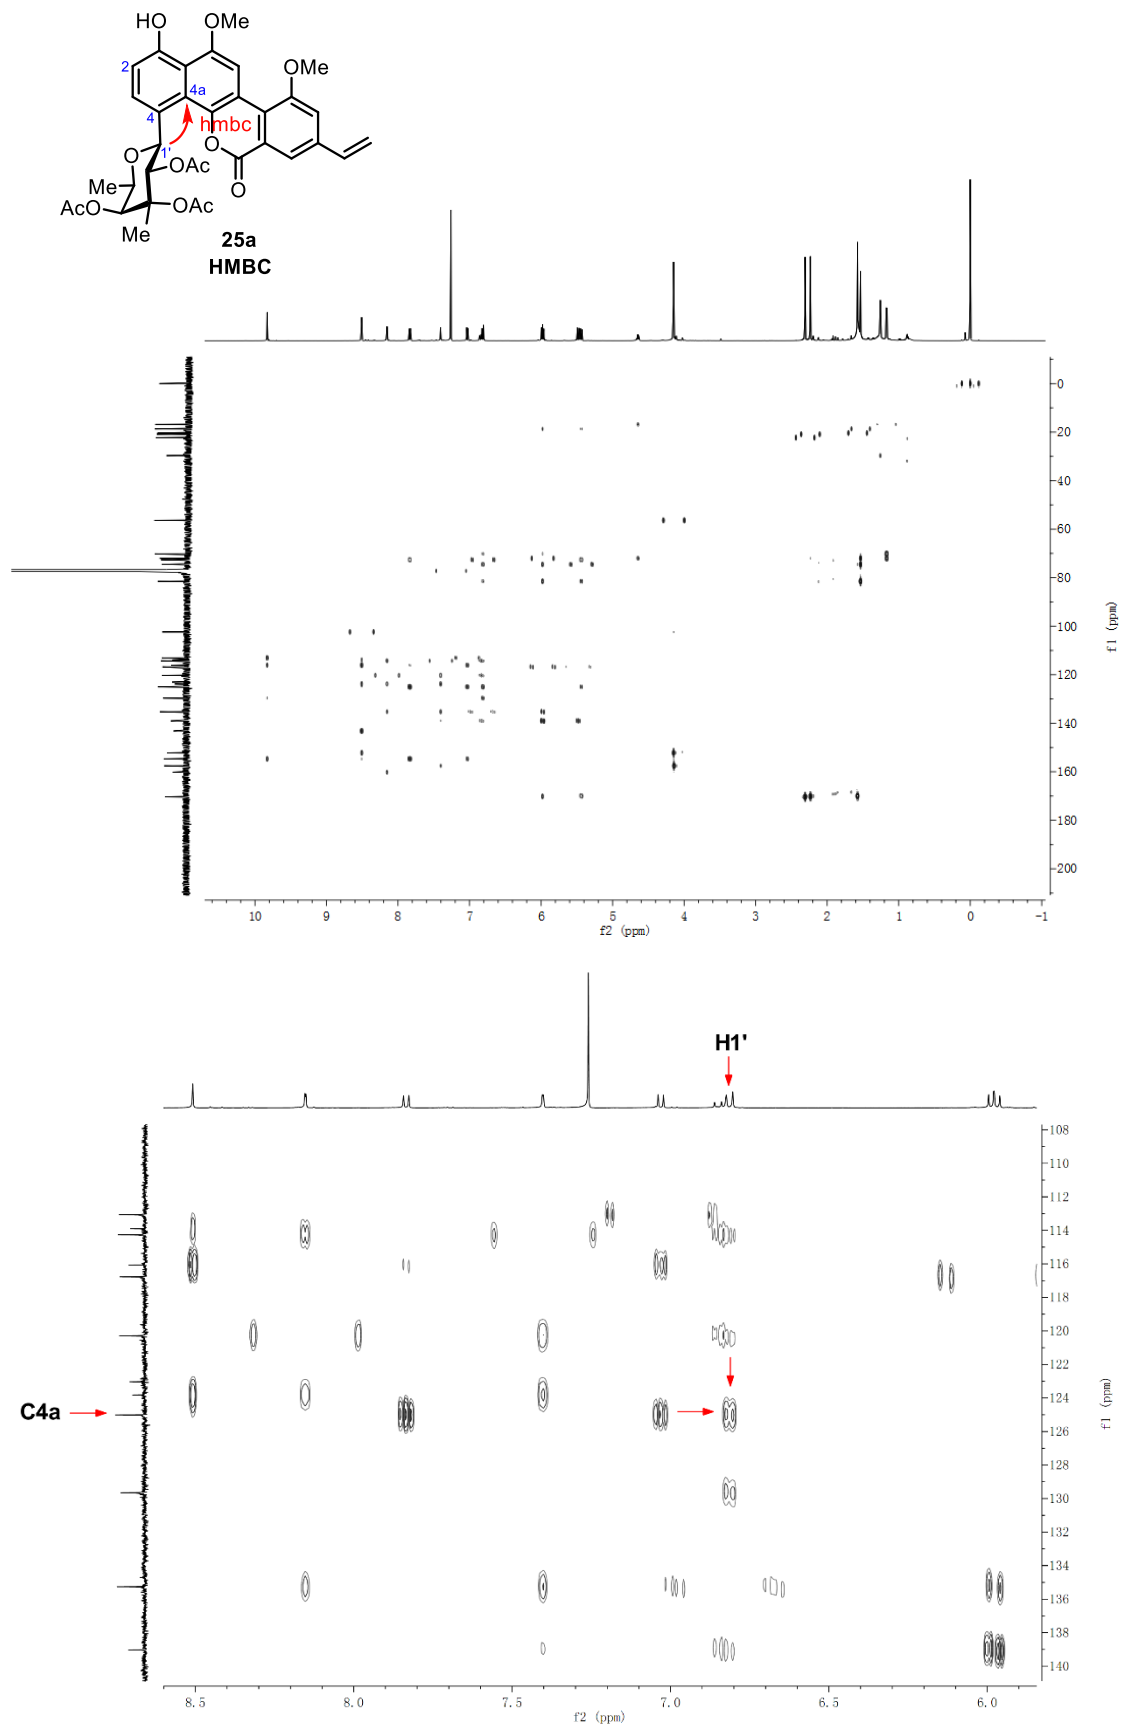 HO
OMe
2
OMe
4a
4
hmbc
1'
O
O
O
OAc
Me
AcO
OAc
Me
25a
HMBC
0
20
40
60
80
100
120
140
160
180
200
f1 (ppm)
10 9 8 7 6 5 4 3 2 1 0 -1
f2 (ppm)
H1'
108
110
112
114
116
118
120
122
124
126
128
130
132
134
136
138
140
C4a
f1 (ppm)
8.5 8.0 7.5 7.0 6.5 6.0
f2 (ppm)